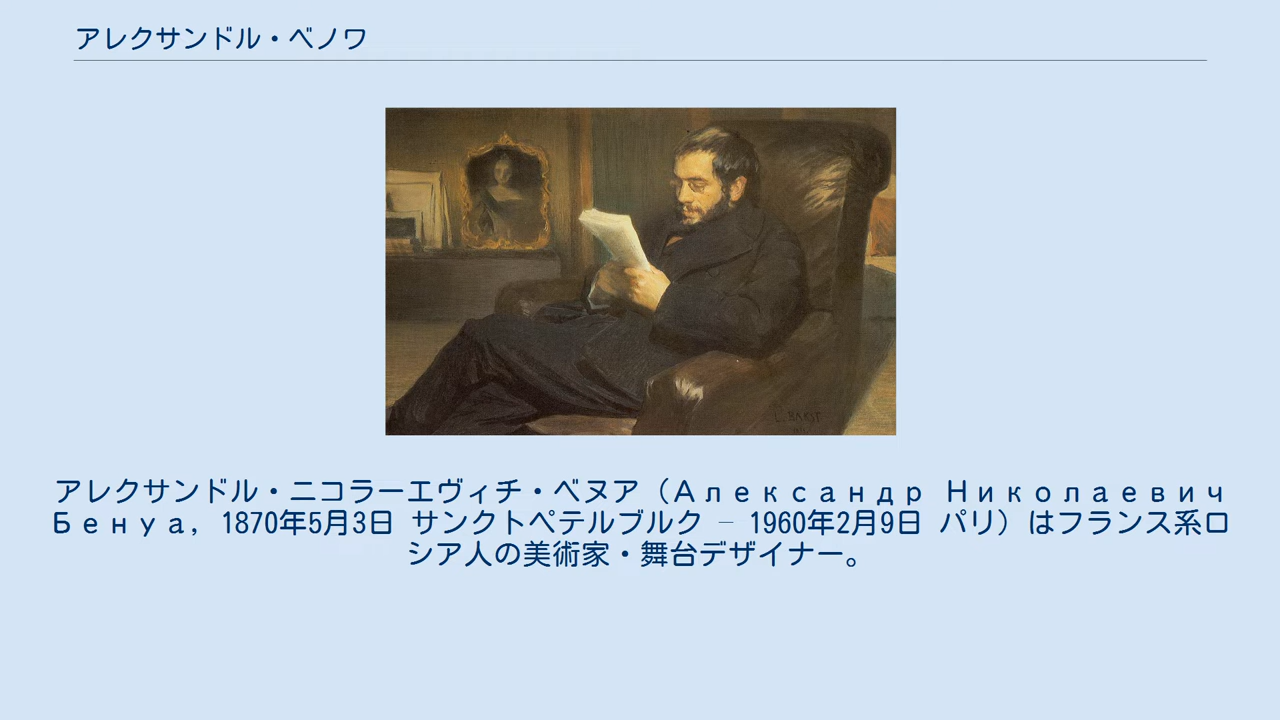 アレクサンドル・ベノワ
L. BAKST
アレクサンドル・ニコラーエヴィチ・ベヌア（Александр Николаевич
Бенуа, 1870年5月3日 サンクトペテルブルク – 1960年2月9日 パリ）はフランス系ロ
シア人の美術家・舞台デザイナー。